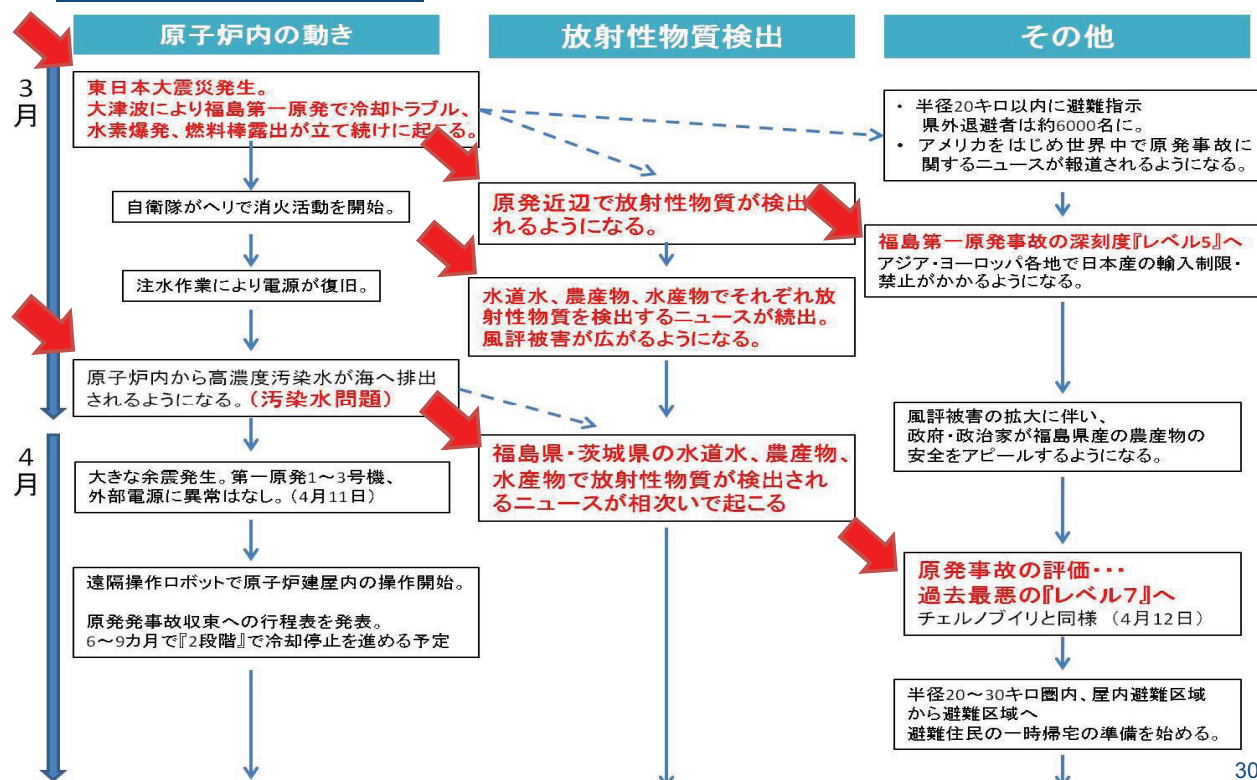 原子炉内の動き
放射性物質検出
その他
3
月
東日本大震災発生。
大津波により福島第一原発で冷却トラブル、
水素爆発、燃料棒露出が立て続けに起こる。
自衛隊がヘリで消火活動を開始。
注水作業により電源が復旧。
原子炉内から高濃度汚染水が海へ排出
されるようになる。(汚染水問題)
4
月
大きな余震発生。第一原発1～3号機、
外部電源に異常はなし。(4月11日)
遠隔操作ロボットで原子炉建屋内の操作開始。
原発発事故収束への行程表を発表。
6～9カ月で『2段階』で冷却停止を進める予定
原発近辺で放射性物質が検出
れるようになる。
水道水、農産物、水産物でそれぞれ放
射性物質を検出するニュースが続出。
風評被害が広がるようになる。
福島県・茨城県の水道水、農産物、
水産物で放射性物質が検出され
るニュースが相次いで起こる
・ 半径20キロ以内に避難指示
県外退避者は約6000名に。
・ アメリカをはじめ世界中で原発事故に
関するニュースが報道されるようになる。
福島第一原発事故の深刻度『レベル5』へ
アジア・ヨーロッパ各地で日本産の輸入制限・
禁止がかかるようになる。
風評被害の拡大に伴い、
政府・政治家が福島県産の農産物の
安全をアピールするようになる。
原発事故の評価・・・
過去最悪の『レベル7』へ
チェルノブイリと同様 (4月12日)
半径20～30キロ圏内、屋内避難区域
から避難区域へ
避難住民の一時帰宅の準備を始める。
30